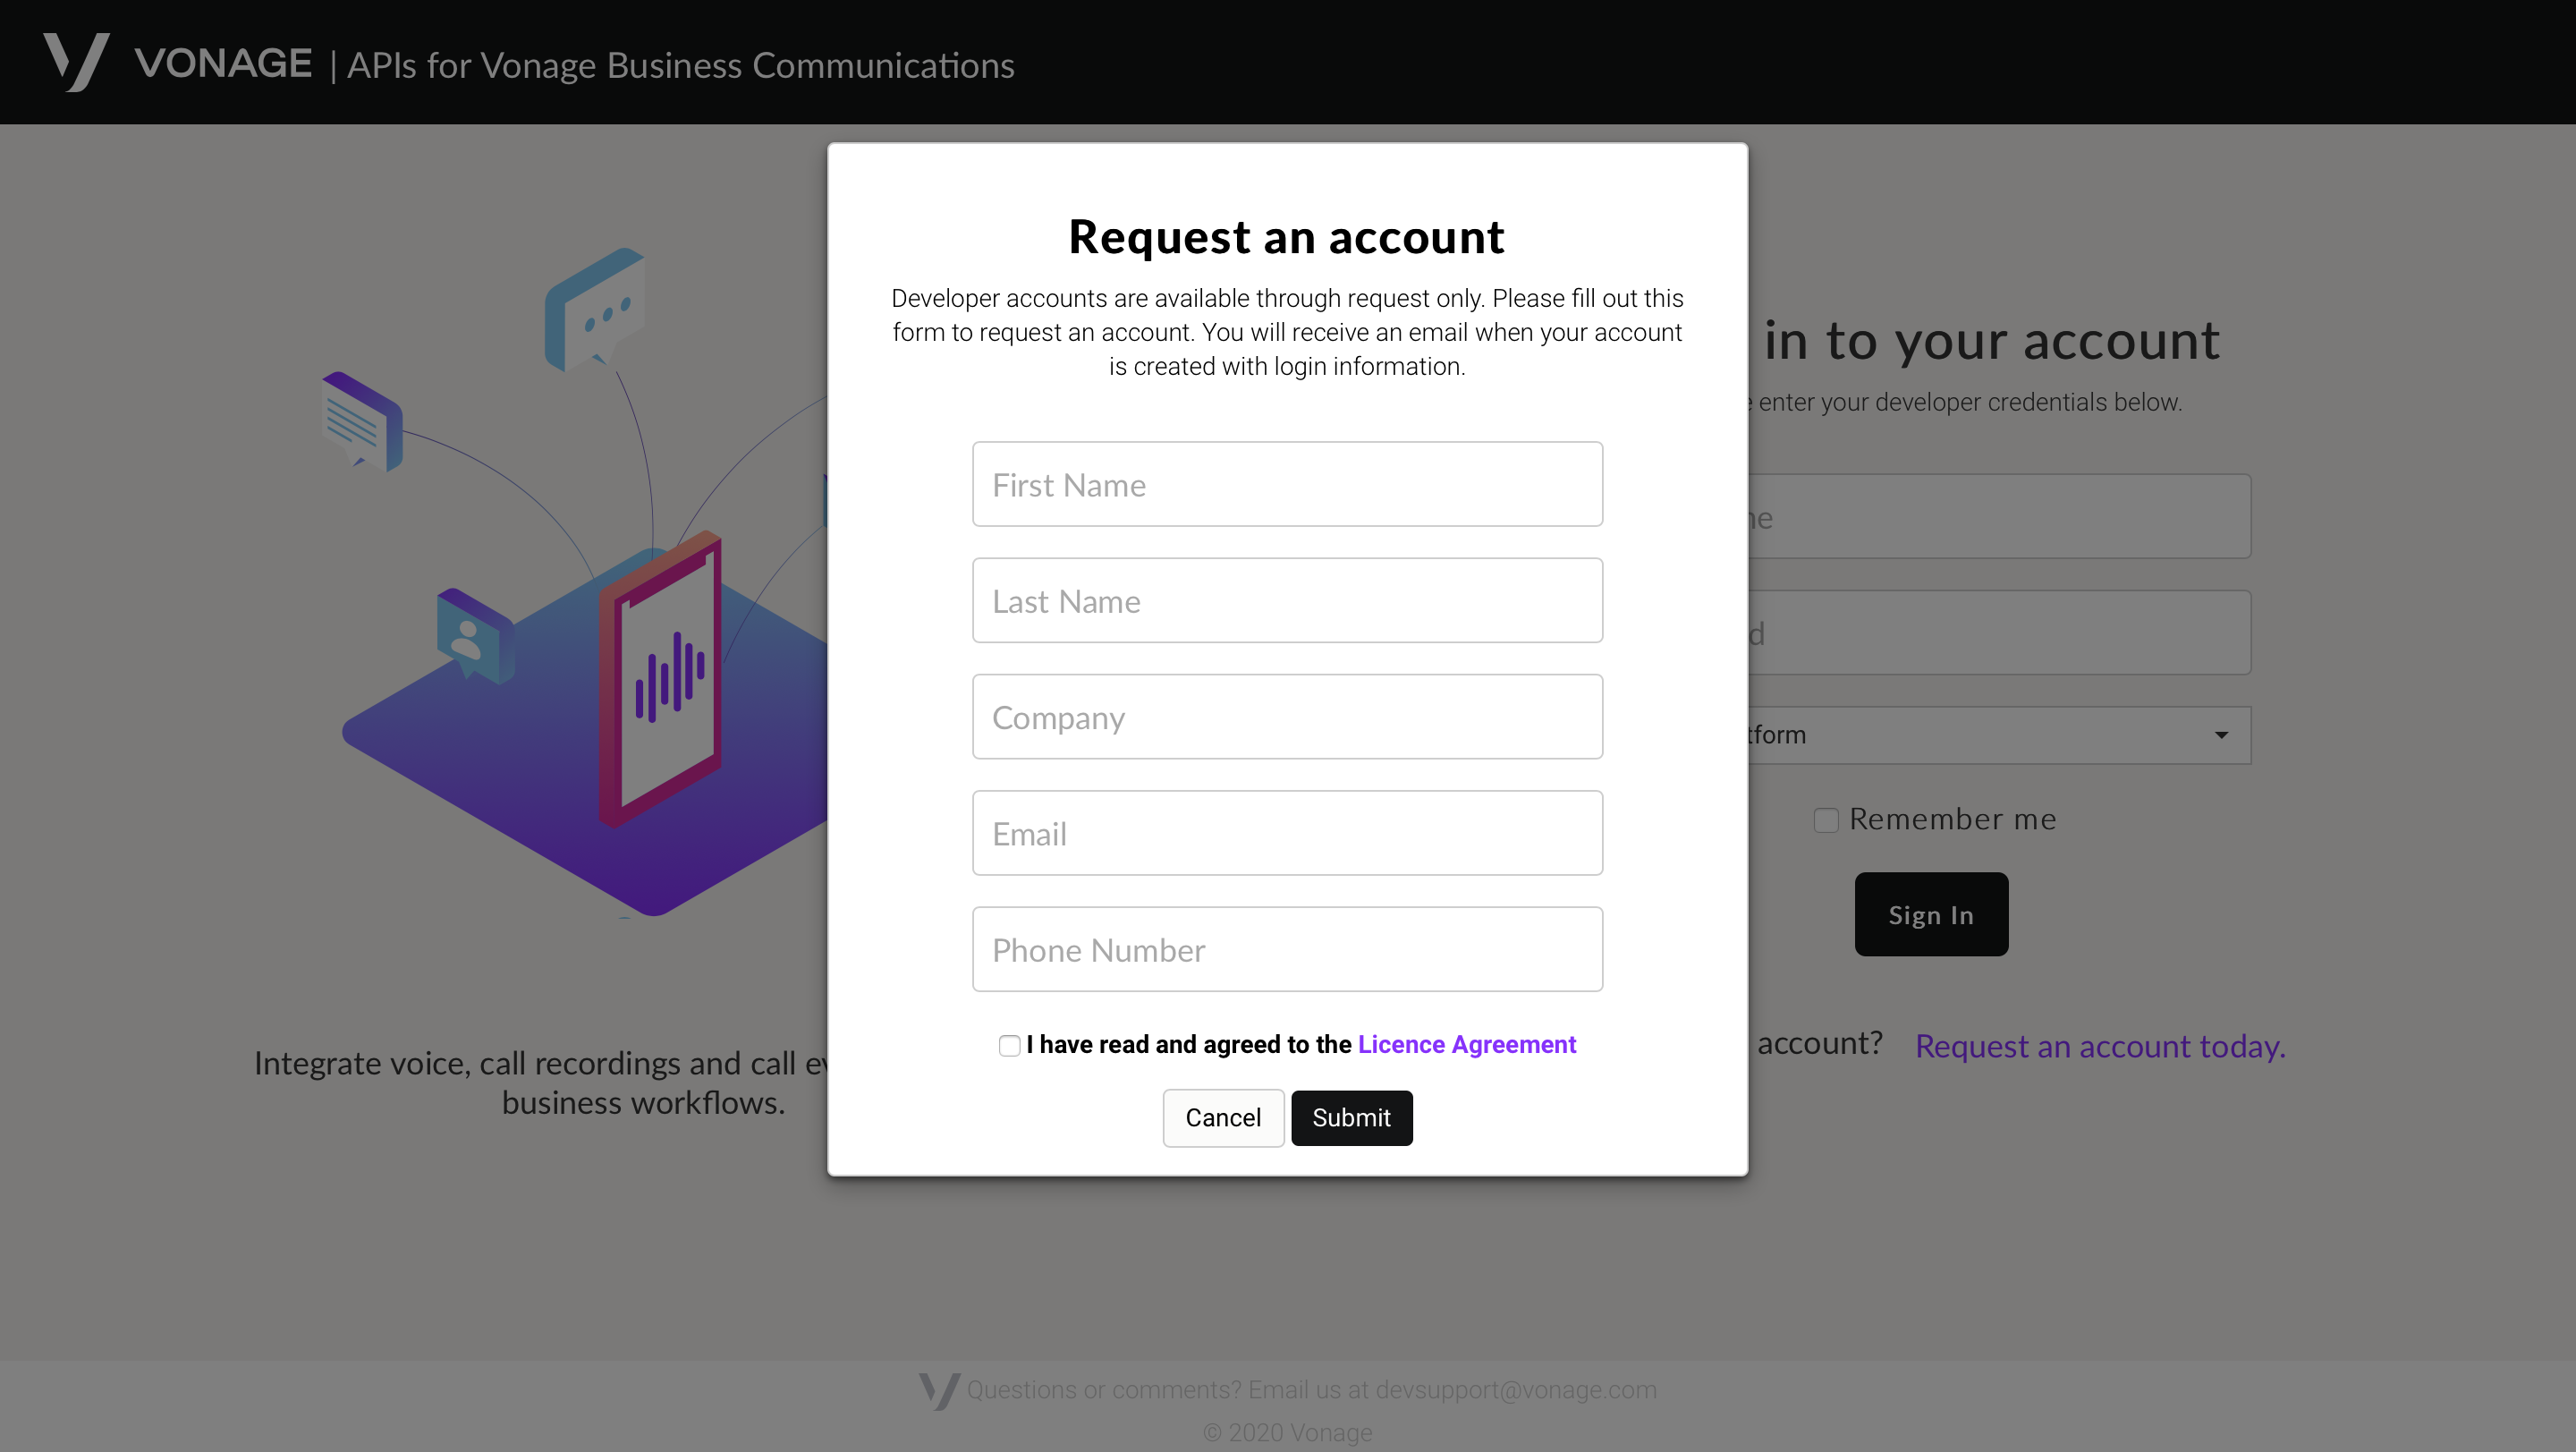 VONAGE | APIs for Vonage Business Communications
Request an account
Developer accounts are available through request only. Please fill out this
form to request an account. You will receive an email when your account
is created with login information.
First Name
Last Name
Company
Email
Phone Number
I have read and agreed to the Licence Agreement
Cancel Submit
Integrate voice, call recordings and call
business workflows.
in to your account
enter your developer credentials below.
Remember me
Sign In
account? Request an account today.
Questions or comments? Email us at devsupport@vonage.com
© 2020 Vonage